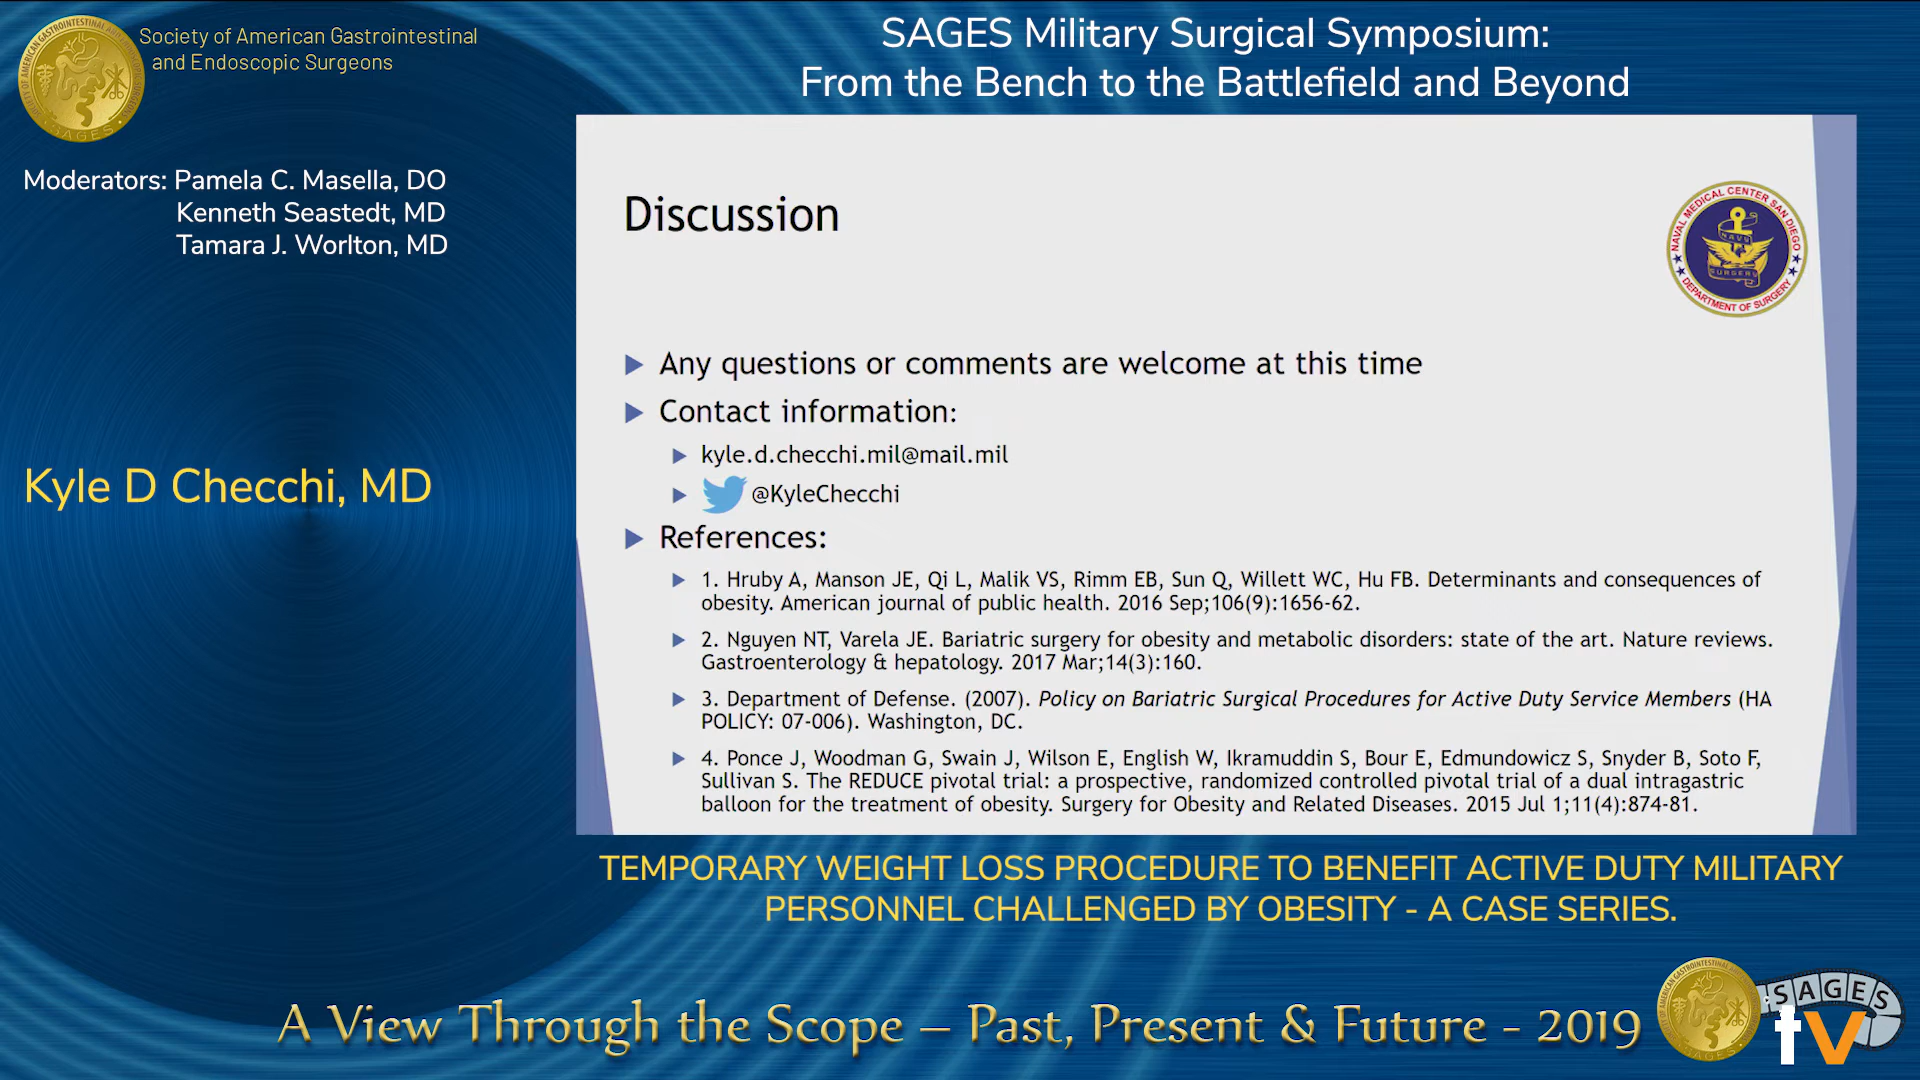 Society of American Gastrointestinal
and Endoscopic Surgeons
SAGES Military Surgical Symposium:
From the Bench to the Battlefield and Beyond
Moderators: Pamela C. Masella, DO
Kenneth Seastedt, MD
Tamara J. Worlton, MD
Kyle D Checchi, MD
Discussion
NAVAL MEDICAL CENTER SAN DIEGO
NAVY
SURGERY
DEPARTMENT OF SURGERY
Any questions or comments are welcome at this time
Contact information:
kyle.d.checchi.mil@mail.mil
@KyleChecchi
References:
1. Hruby A, Manson JE, Qi L, Malik VS, Rimm EB, Sun Q, Willett WC, Hu FB. Determinants and consequences of
obesity. American journal of public health. 2016 Sep;106(9):1656-62.
2. Nguyen NT, Varela JE. Bariatric surgery for obesity and metabolic disorders: state of the art. Nature reviews.
Gastroenterology & hepatology. 2017 Mar;14(3):160.
3. Department of Defense. (2007). Policy on Bariatric Surgical Procedures for Active Duty Service Members (HA
POLICY: 07-006). Washington, DC.
4. Ponce J, Woodman G, Swain J, Wilson E, English W, Ikramuddin S, Bour E, Edmundowicz S, Snyder B, Soto F,
Sullivan S. The REDUCE pivotal trial: a prospective, randomized controlled pivotal trial of a dual intragastric
balloon for the treatment of obesity. Surgery for Obesity and Related Diseases. 2015 Jul 1;11(4):874-81.
TEMPORARY WEIGHT LOSS PROCEDURE TO BENEFIT ACTIVE DUTY MILITARY
PERSONNEL CHALLENGED BY OBESITY - A CASE SERIES.
A View Through the Scope – Past, Present & Future - 2019
SAGES
tv